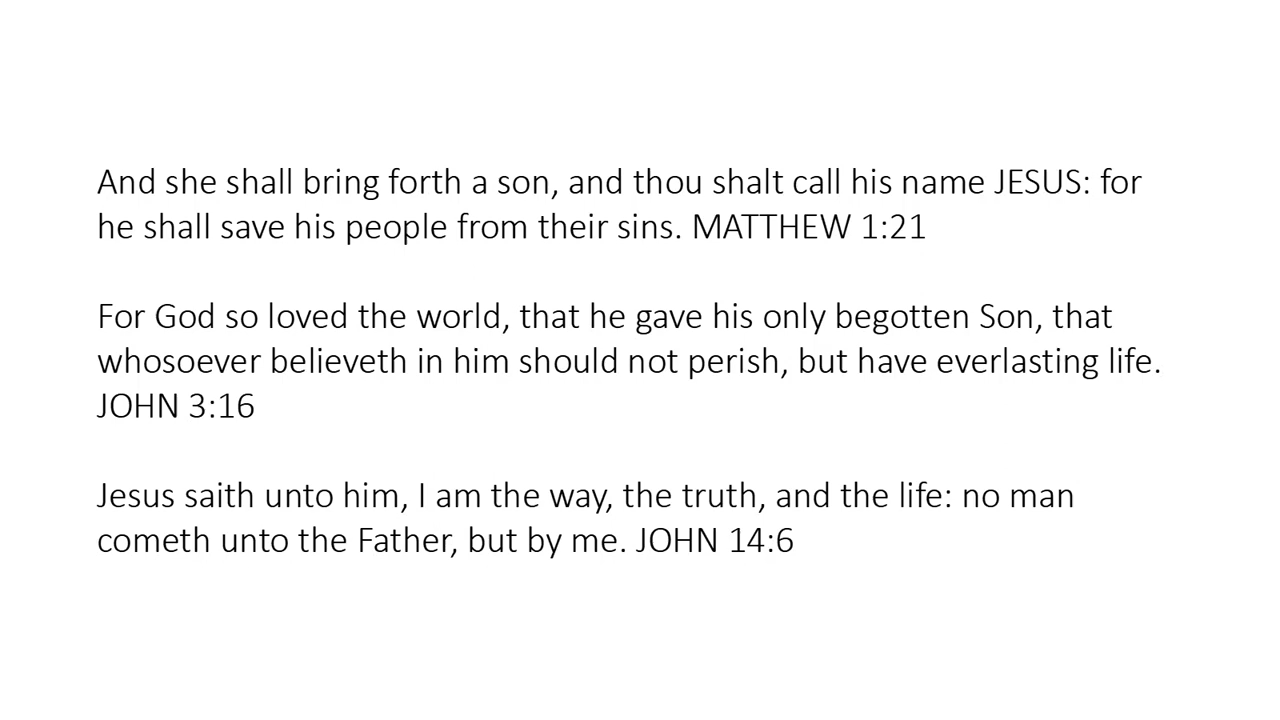 And she shall bring forth a son, and thou shalt call his name JESUS: for
he shall save his people from their sins. MATTHEW 1:21
For God so loved the world, that he gave his only begotten Son, that
whosoever believeth in him should not perish, but have everlasting life.
JOHN 3:16
Jesus saith unto him, I am the way, the truth, and the life: no man
cometh unto the Father, but by me. JOHN 14:6